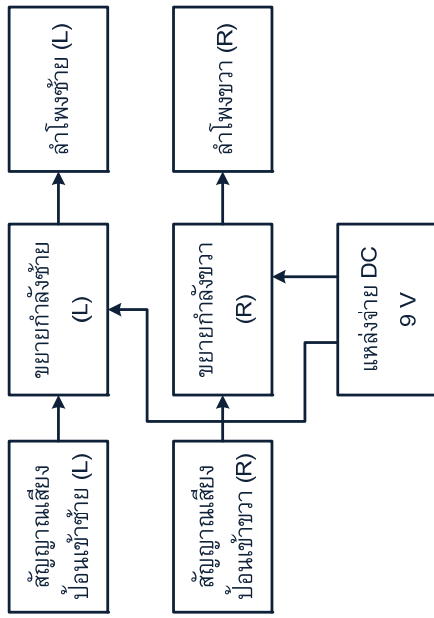 สัญญาณเสียง
ป้อนเข้าซ้าย (L)
ขยายกำลังซ้าย
(L)
ลำโพงซ้าย (L)
สัญญาณเสียง
ป้อนเข้าขวา (R)
ขยายกำลังขวา
(R)
ลำโพงขวา (R)
แหล่งจ่าย DC
9 V